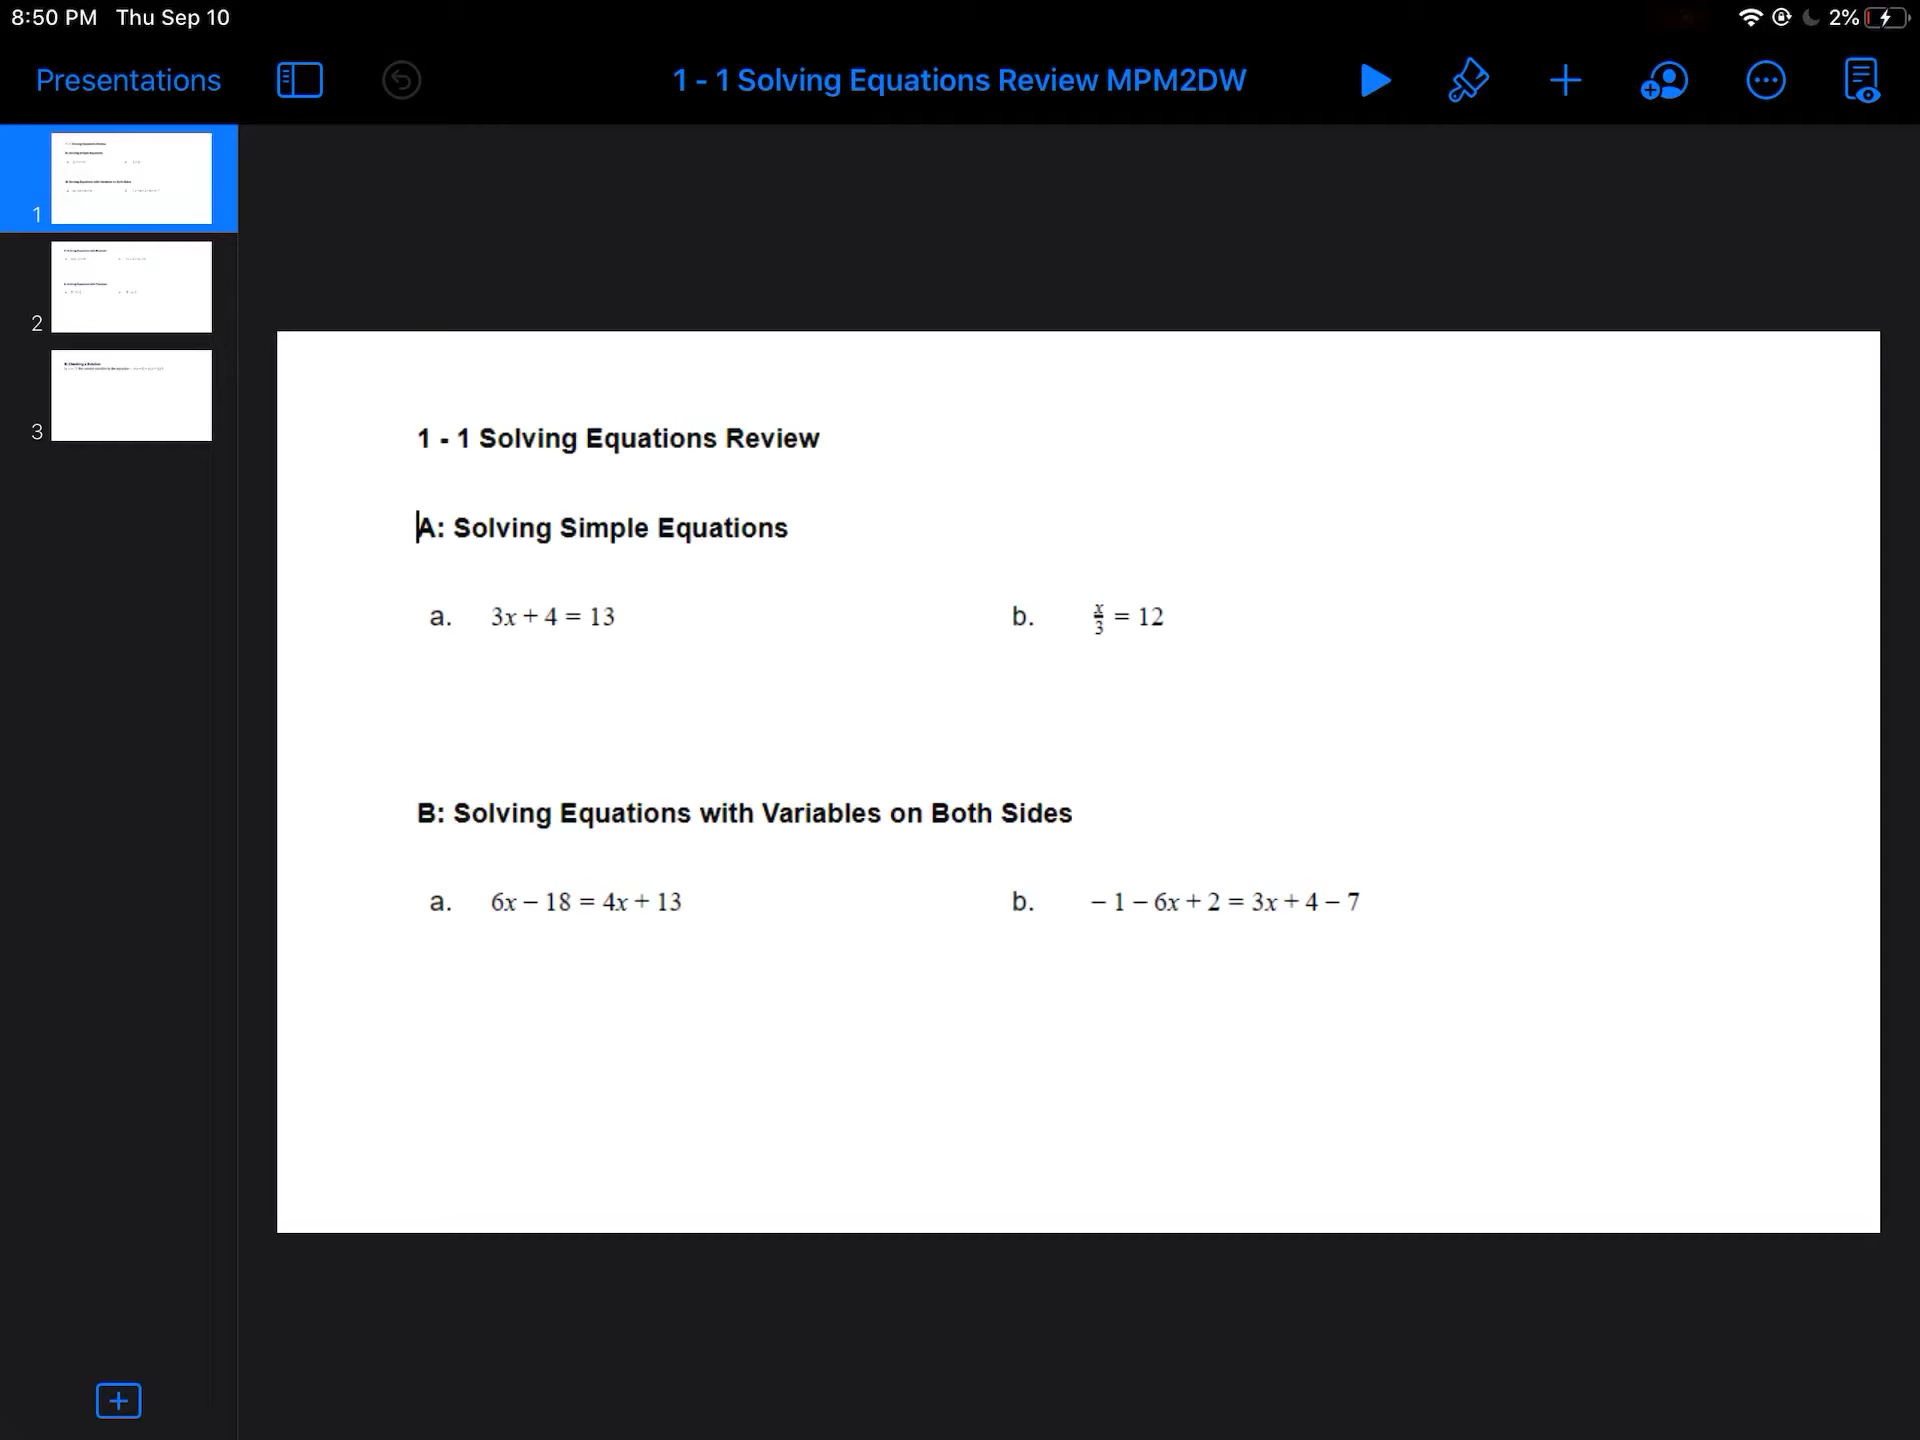 8:50 PM Thu Sep 10
2%
Presentations
1 - 1 Solving Equations Review MPM2DW
1
2
3
1 - 1 Solving Equations Review
A: Solving Simple Equations
a. 3x + 4 = 13 b. x/3 = 12
B: Solving Equations with Variables on Both Sides
a. 6x – 18 = 4x + 13 b. – 1 – 6x + 2 = 3x + 4 – 7